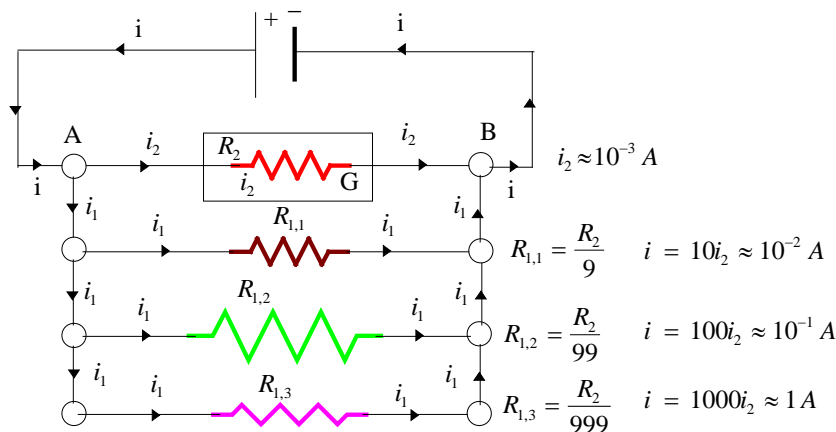 i + − i
A i₂ R₂ i₂ B
i i₂ G i i₂ ≈ 10⁻³ A
i₁ R₁,₁ i₁
i₁ i₁ R₁,₁ = R₂/9 i = 10i₂ ≈ 10⁻² A
i₁ R₁,₂ i₁
i₁ i₁ R₁,₂ = R₂/99 i = 100i₂ ≈ 10⁻¹ A
i₁ i₁ R₁,₃ i₁ i₁
R₁,₃ = R₂/999 i = 1000i₂ ≈ 1 A